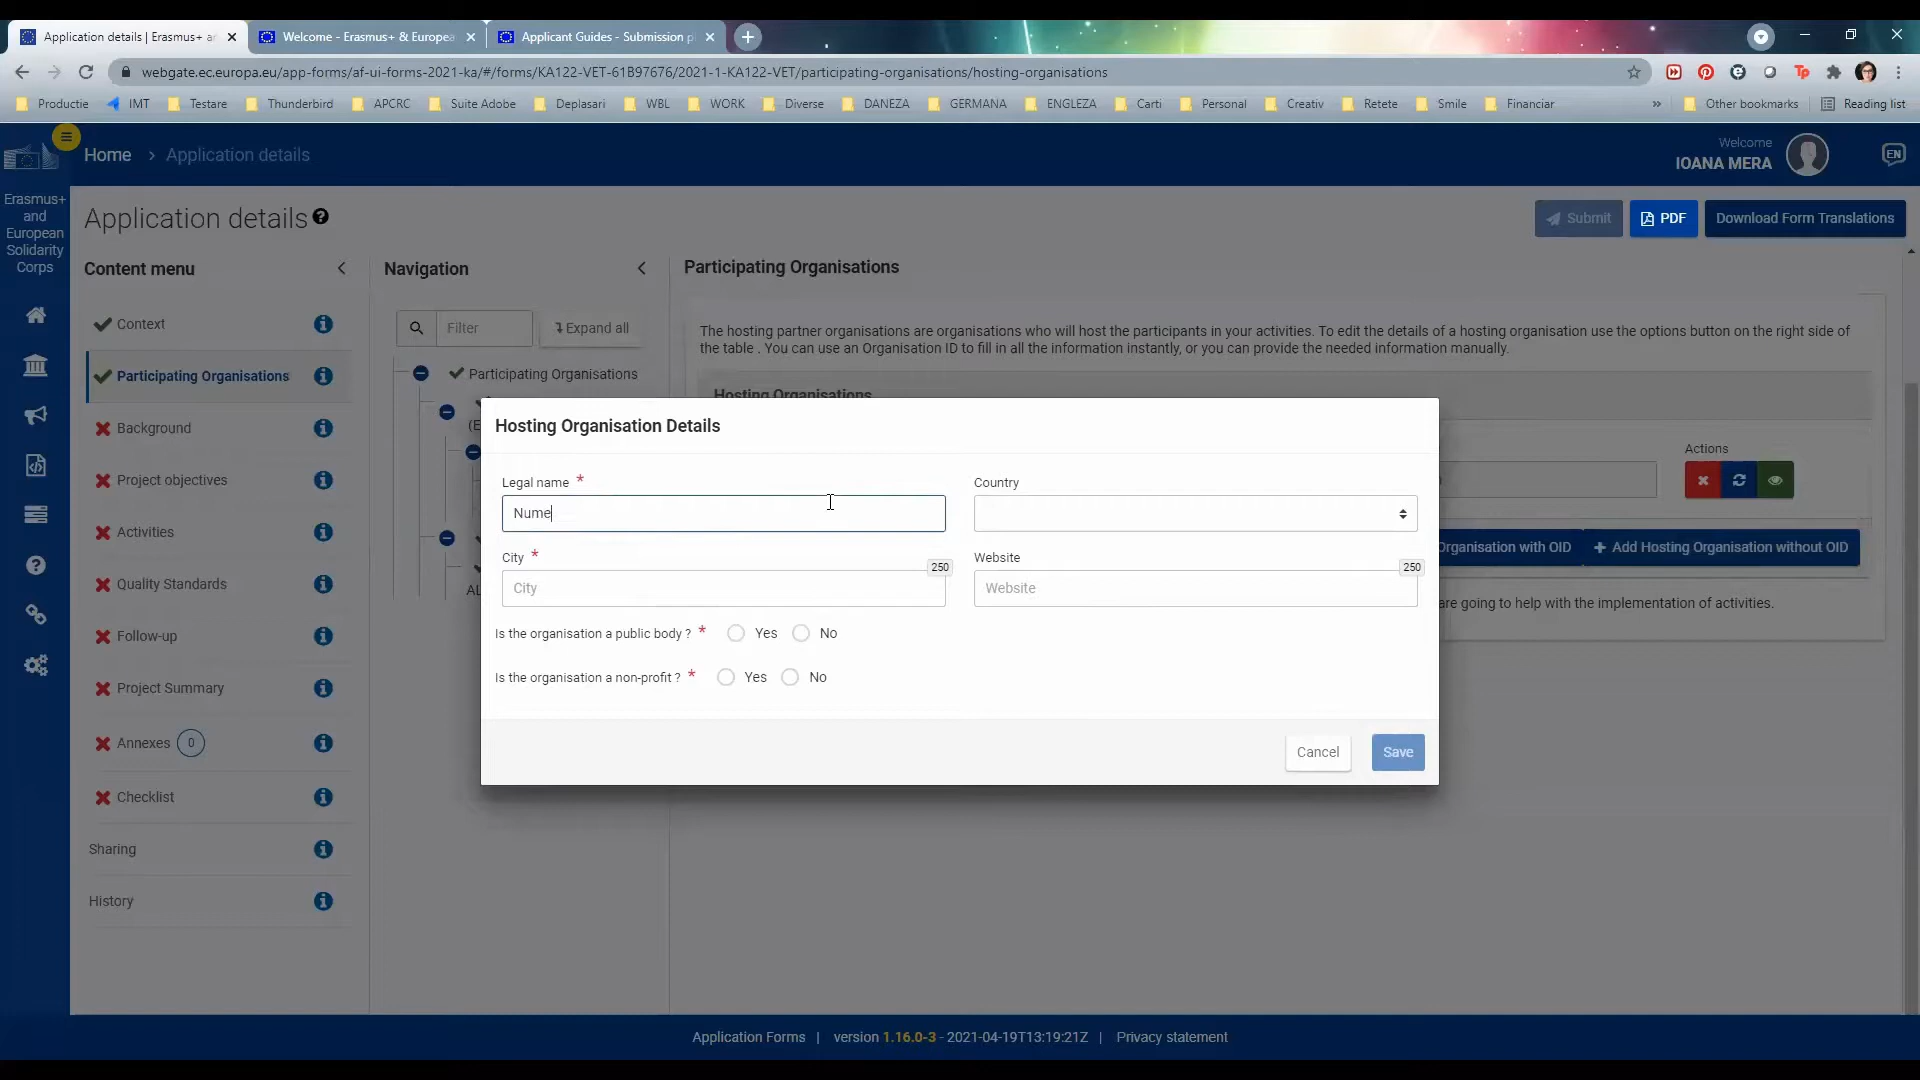 Application details | Erasmus+ a
Welcome - Erasmus+ & Europea
Applicant Guides - Submission p
webgate.ec.europa.eu/app-forms/af-ui-forms-2021-ka/#/forms/KA122-VET-61B97676/2021-1-KA122-VET/participating-organisations/hosting-organisations
Productie IMT Testare Thunderbird APCRC Suite Adobe Deplasari WBL WORK Diverse DANEZA GERMANA ENGLEZA Carti Personal Creativ Retete Smile Financiar » Other bookmarks Reading list
Home > Application details
Welcome
IOANA MERA
EN
Erasmus+
and
European
Solidarity
Corps
Application details
Submit
PDF
Download Form Translations
Content menu
Context
Participating Organisations
Background
Project objectives
Activities
Quality Standards
Follow-up
Project Summary
Annexes 0
Checklist
Sharing
History
Navigation
Filter
Expand all
Participating Organisations
(E
AL
Participating Organisations
The hosting partner organisations are organisations who will host the participants in your activities. To edit the details of a hosting organisation use the options button on the right side of
the table . You can use an Organisation ID to fill in all the information instantly, or you can provide the needed information manually.
Hosting Organisations
Actions
Organisation with OID
+ Add Hosting Organisation without OID
are going to help with the implementation of activities.
Hosting Organisation Details
Legal name *
Nume
Country
City *
250
City
Website
250
Website
Is the organisation a public body ? * Yes No
Is the organisation a non-profit ? * Yes No
Cancel
Save
Application Forms | version 1.16.0-3 - 2021-04-19T13:19:21Z | Privacy statement